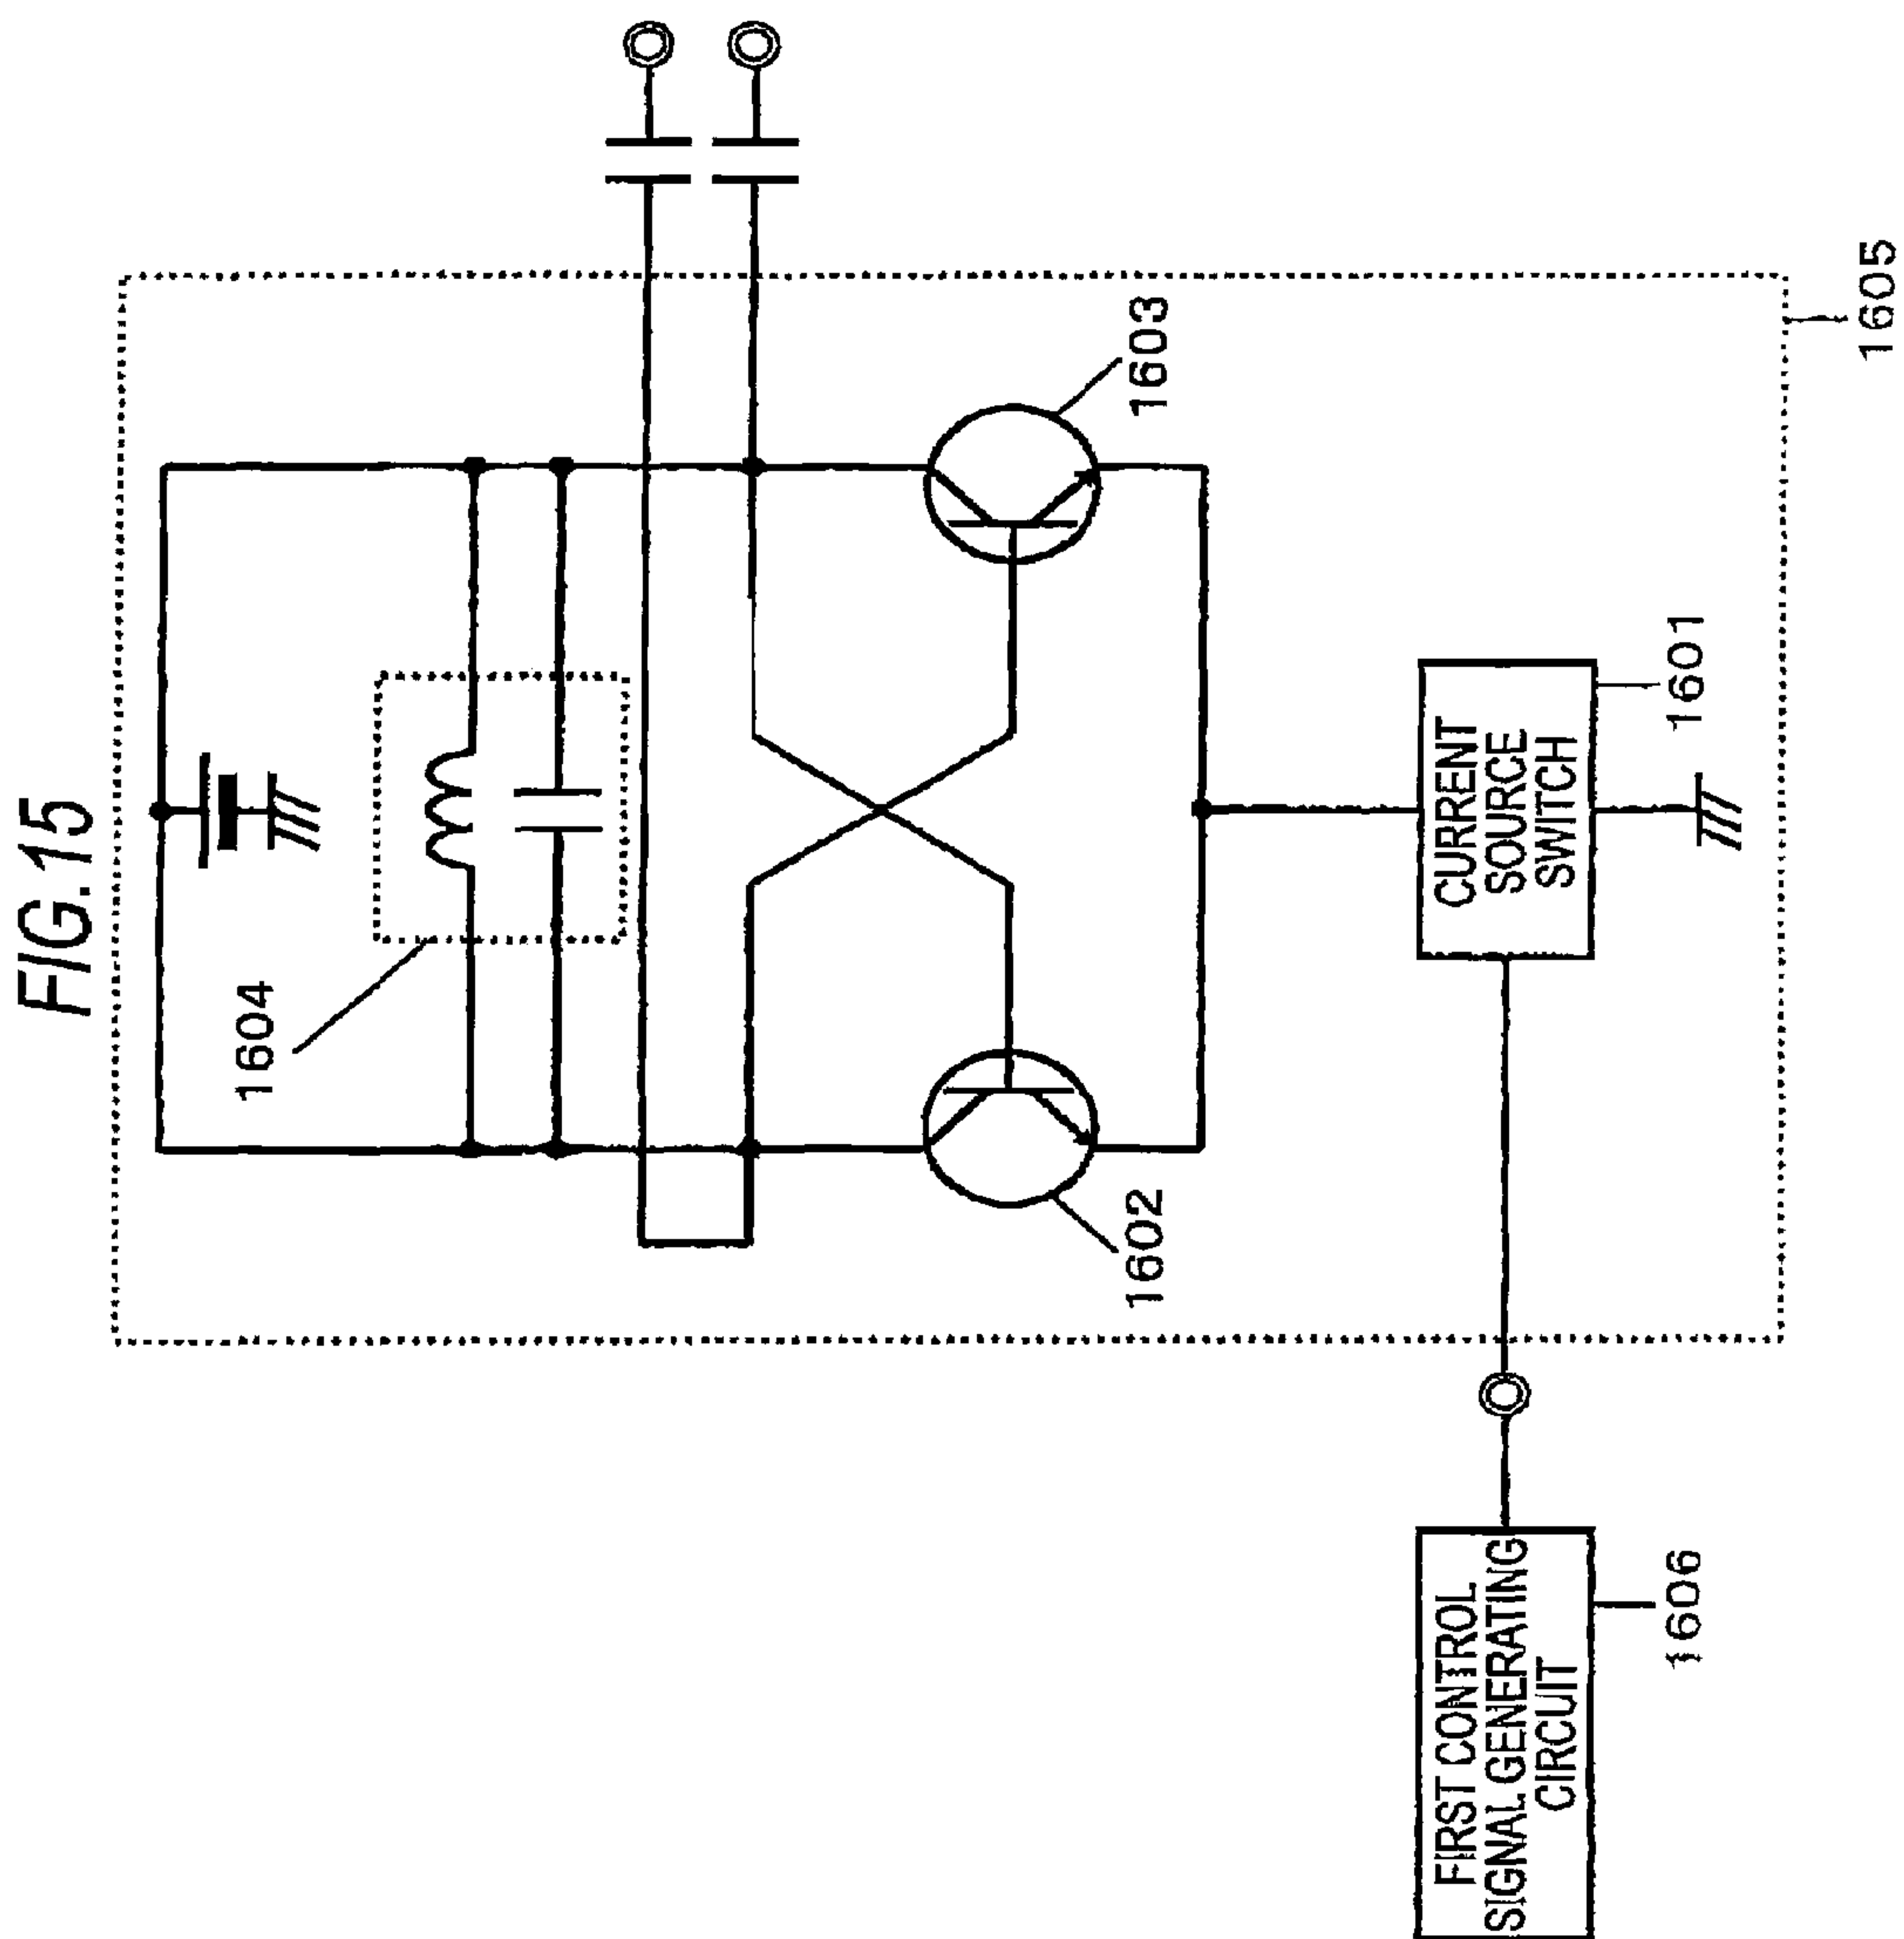 FIG.15
1604
1603
1602
CURRENT
SOURCE
SWITCH
1601
1605
FIRST CONTROL
SIGNAL GENERATING
CIRCUIT
1606